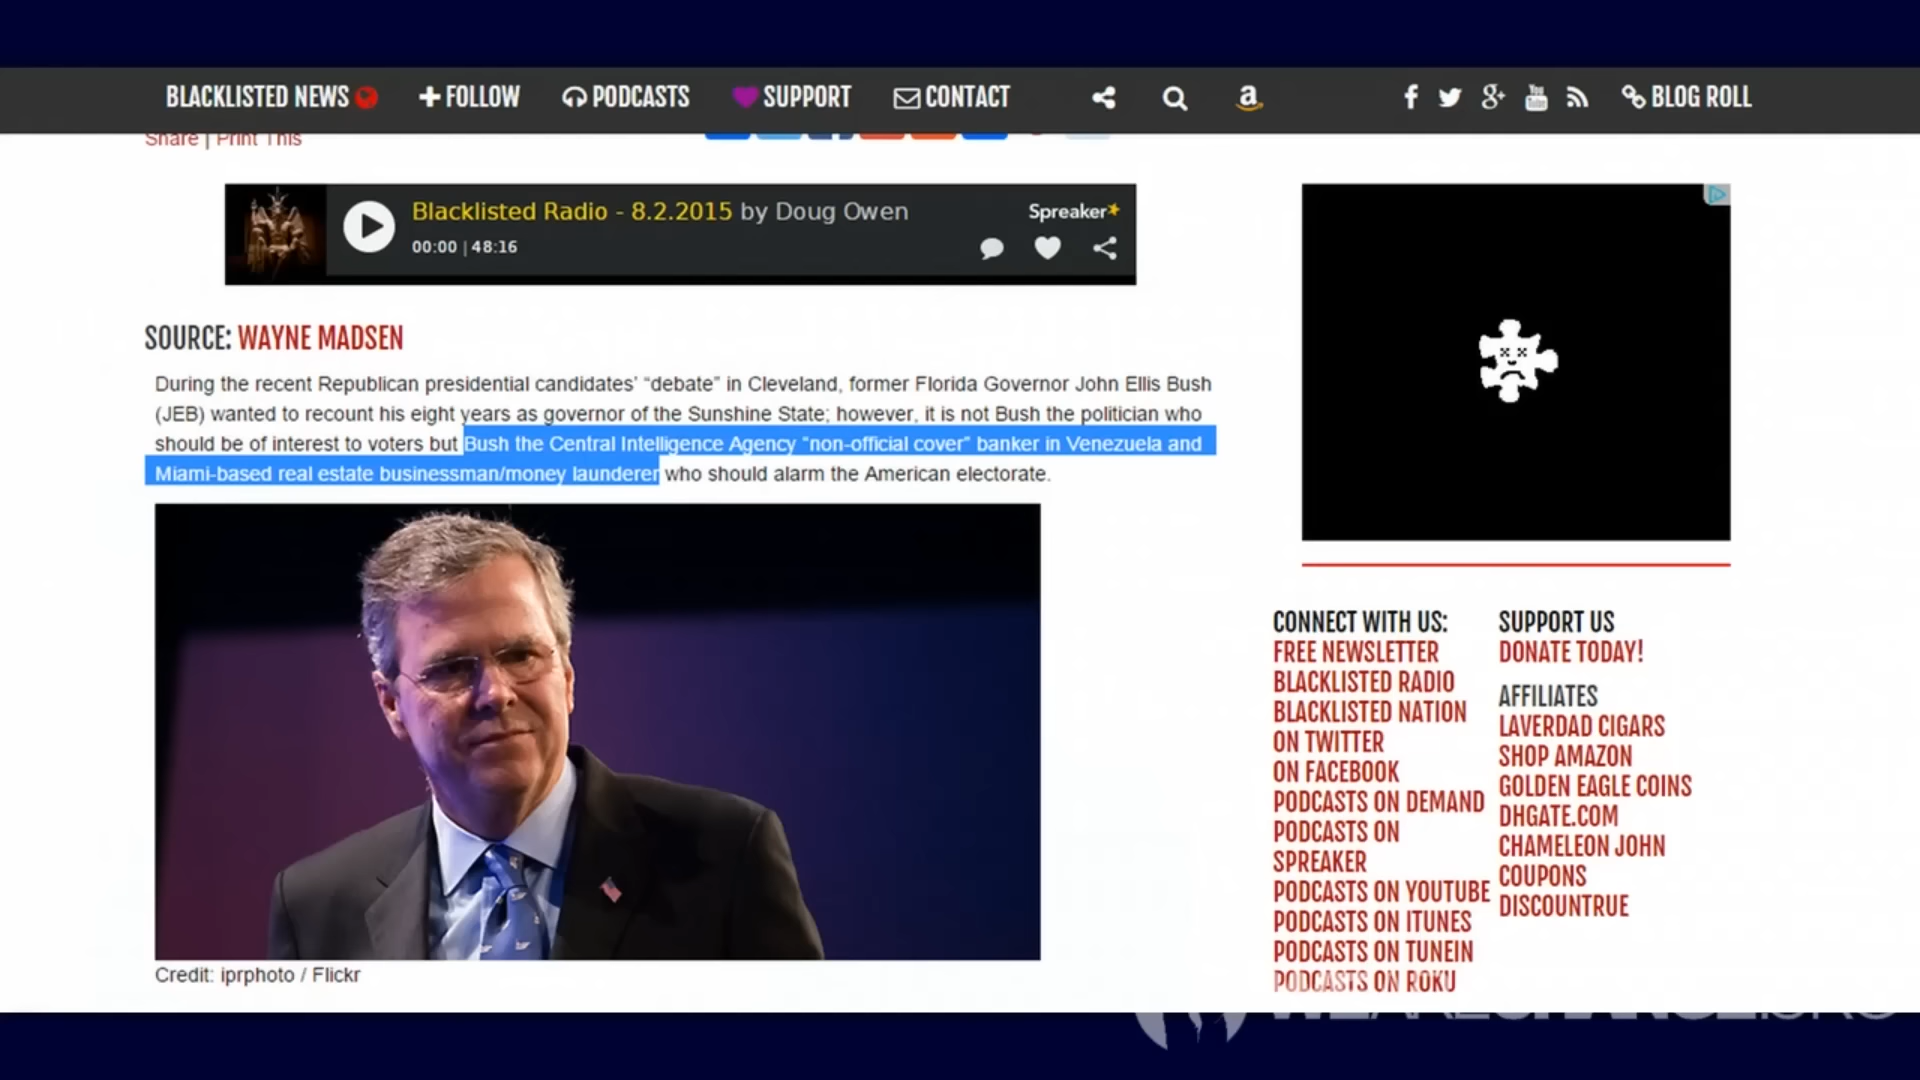 BLACKLISTED NEWS FOLLOW PODCASTS SUPPORT CONTACT BLOG ROLL
Share | Print This
Blacklisted Radio - 8.2.2015 by Doug Owen
Spreaker
00:00 | 48:16
SOURCE: WAYNE MADSEN
During the recent Republican presidential candidates’ “debate” in Cleveland, former Florida Governor John Ellis Bush
(JEB) wanted to recount his eight years as governor of the Sunshine State; however, it is not Bush the politician who
should be of interest to voters but Bush the Central Intelligence Agency “non-official cover” banker in Venezuela and
Miami-based real estate businessman/money launderer who should alarm the American electorate.
Credit: iprphoto / Flickr
CONNECT WITH US:
FREE NEWSLETTER
BLACKLISTED RADIO
BLACKLISTED NATION
ON TWITTER
ON FACEBOOK
PODCASTS ON DEMAND
PODCASTS ON
SPREAKER
PODCASTS ON YOUTUBE
PODCASTS ON ITUNES
PODCASTS ON TUNEIN
PODCASTS ON ROKU
SUPPORT US
DONATE TODAY!
AFFILIATES
LAVERDAD CIGARS
SHOP AMAZON
GOLDEN EAGLE COINS
DHGATE.COM
CHAMELEON JOHN
COUPONS
DISCOUNTRUE